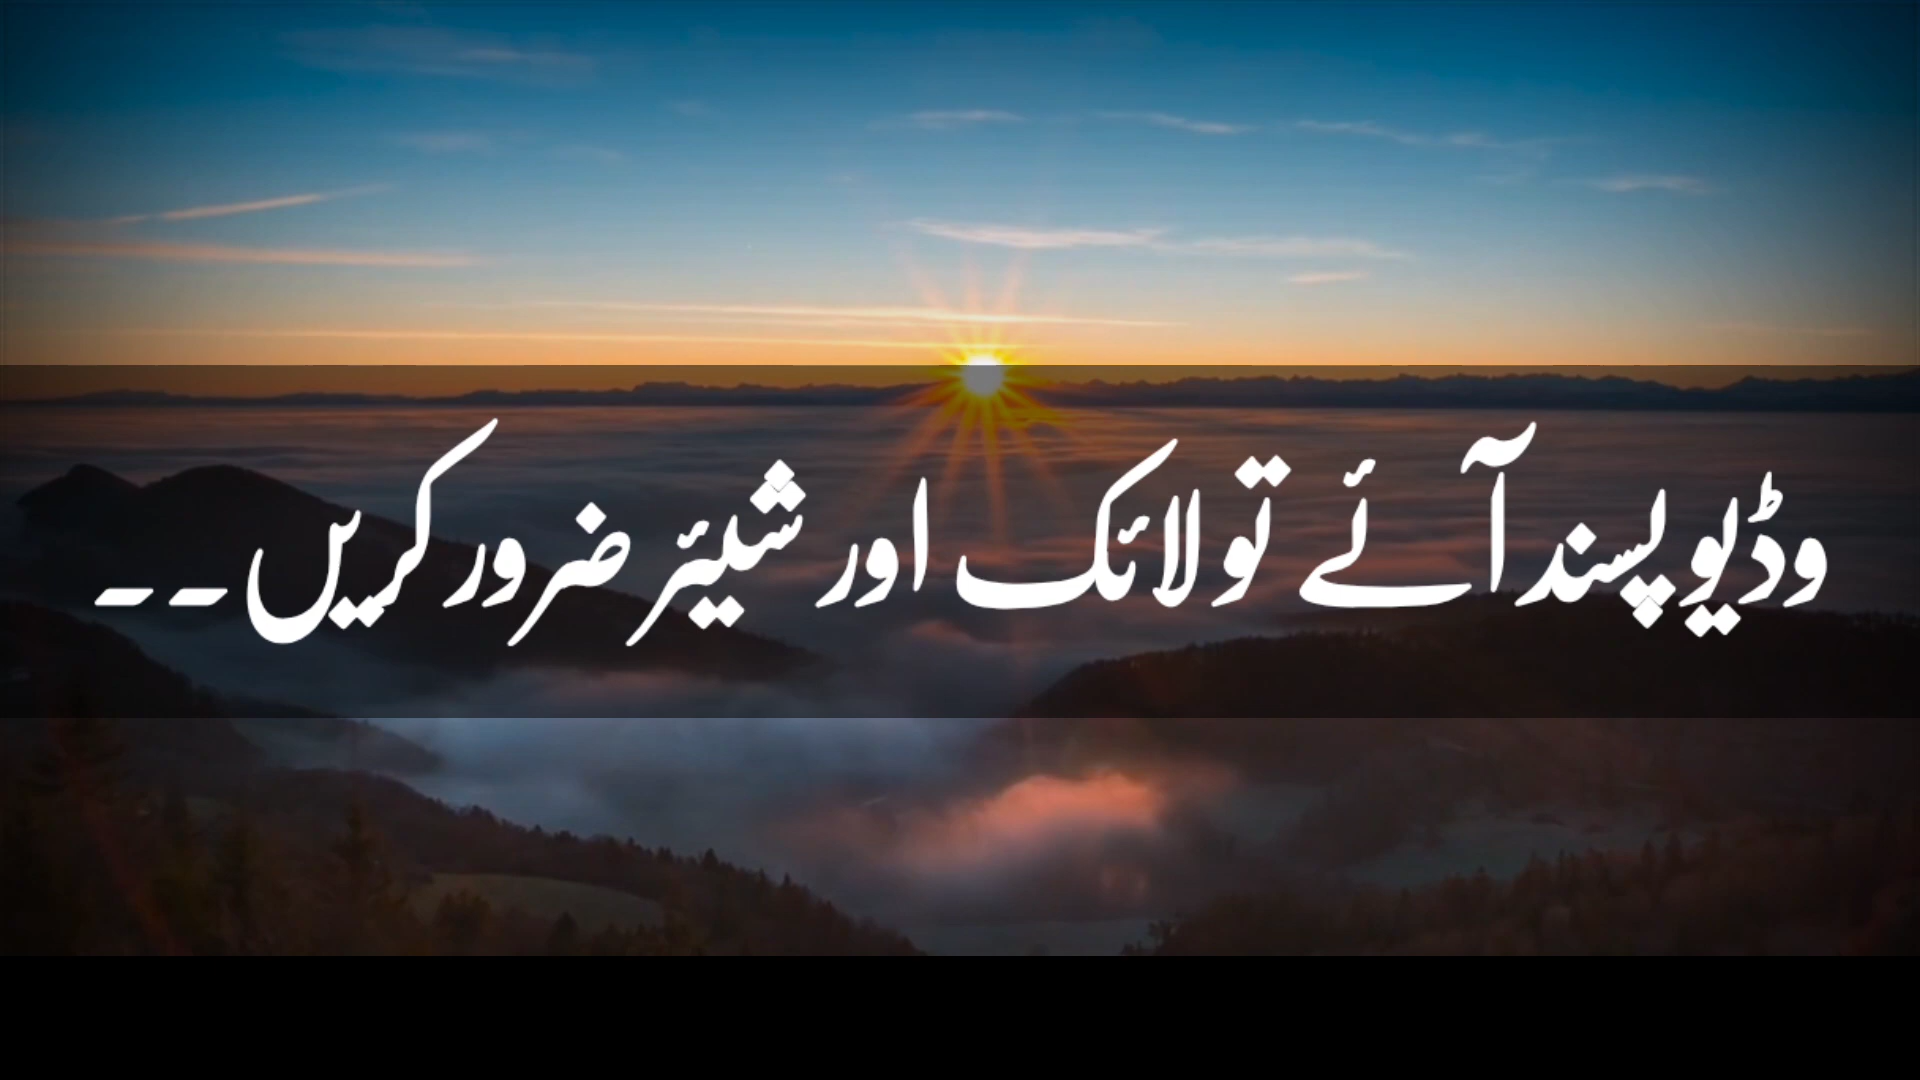 وڈیو پسند آئے تو لائک اور شیئر ضرور کریں۔۔